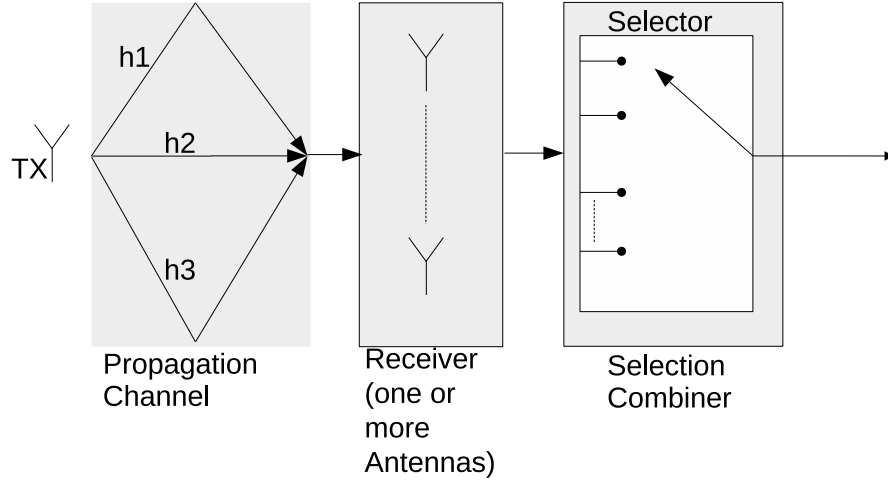 Selector
h1
h2
TX
h3
Propagation
Channel
Receiver
(one or
more
Antennas)
Selection
Combiner